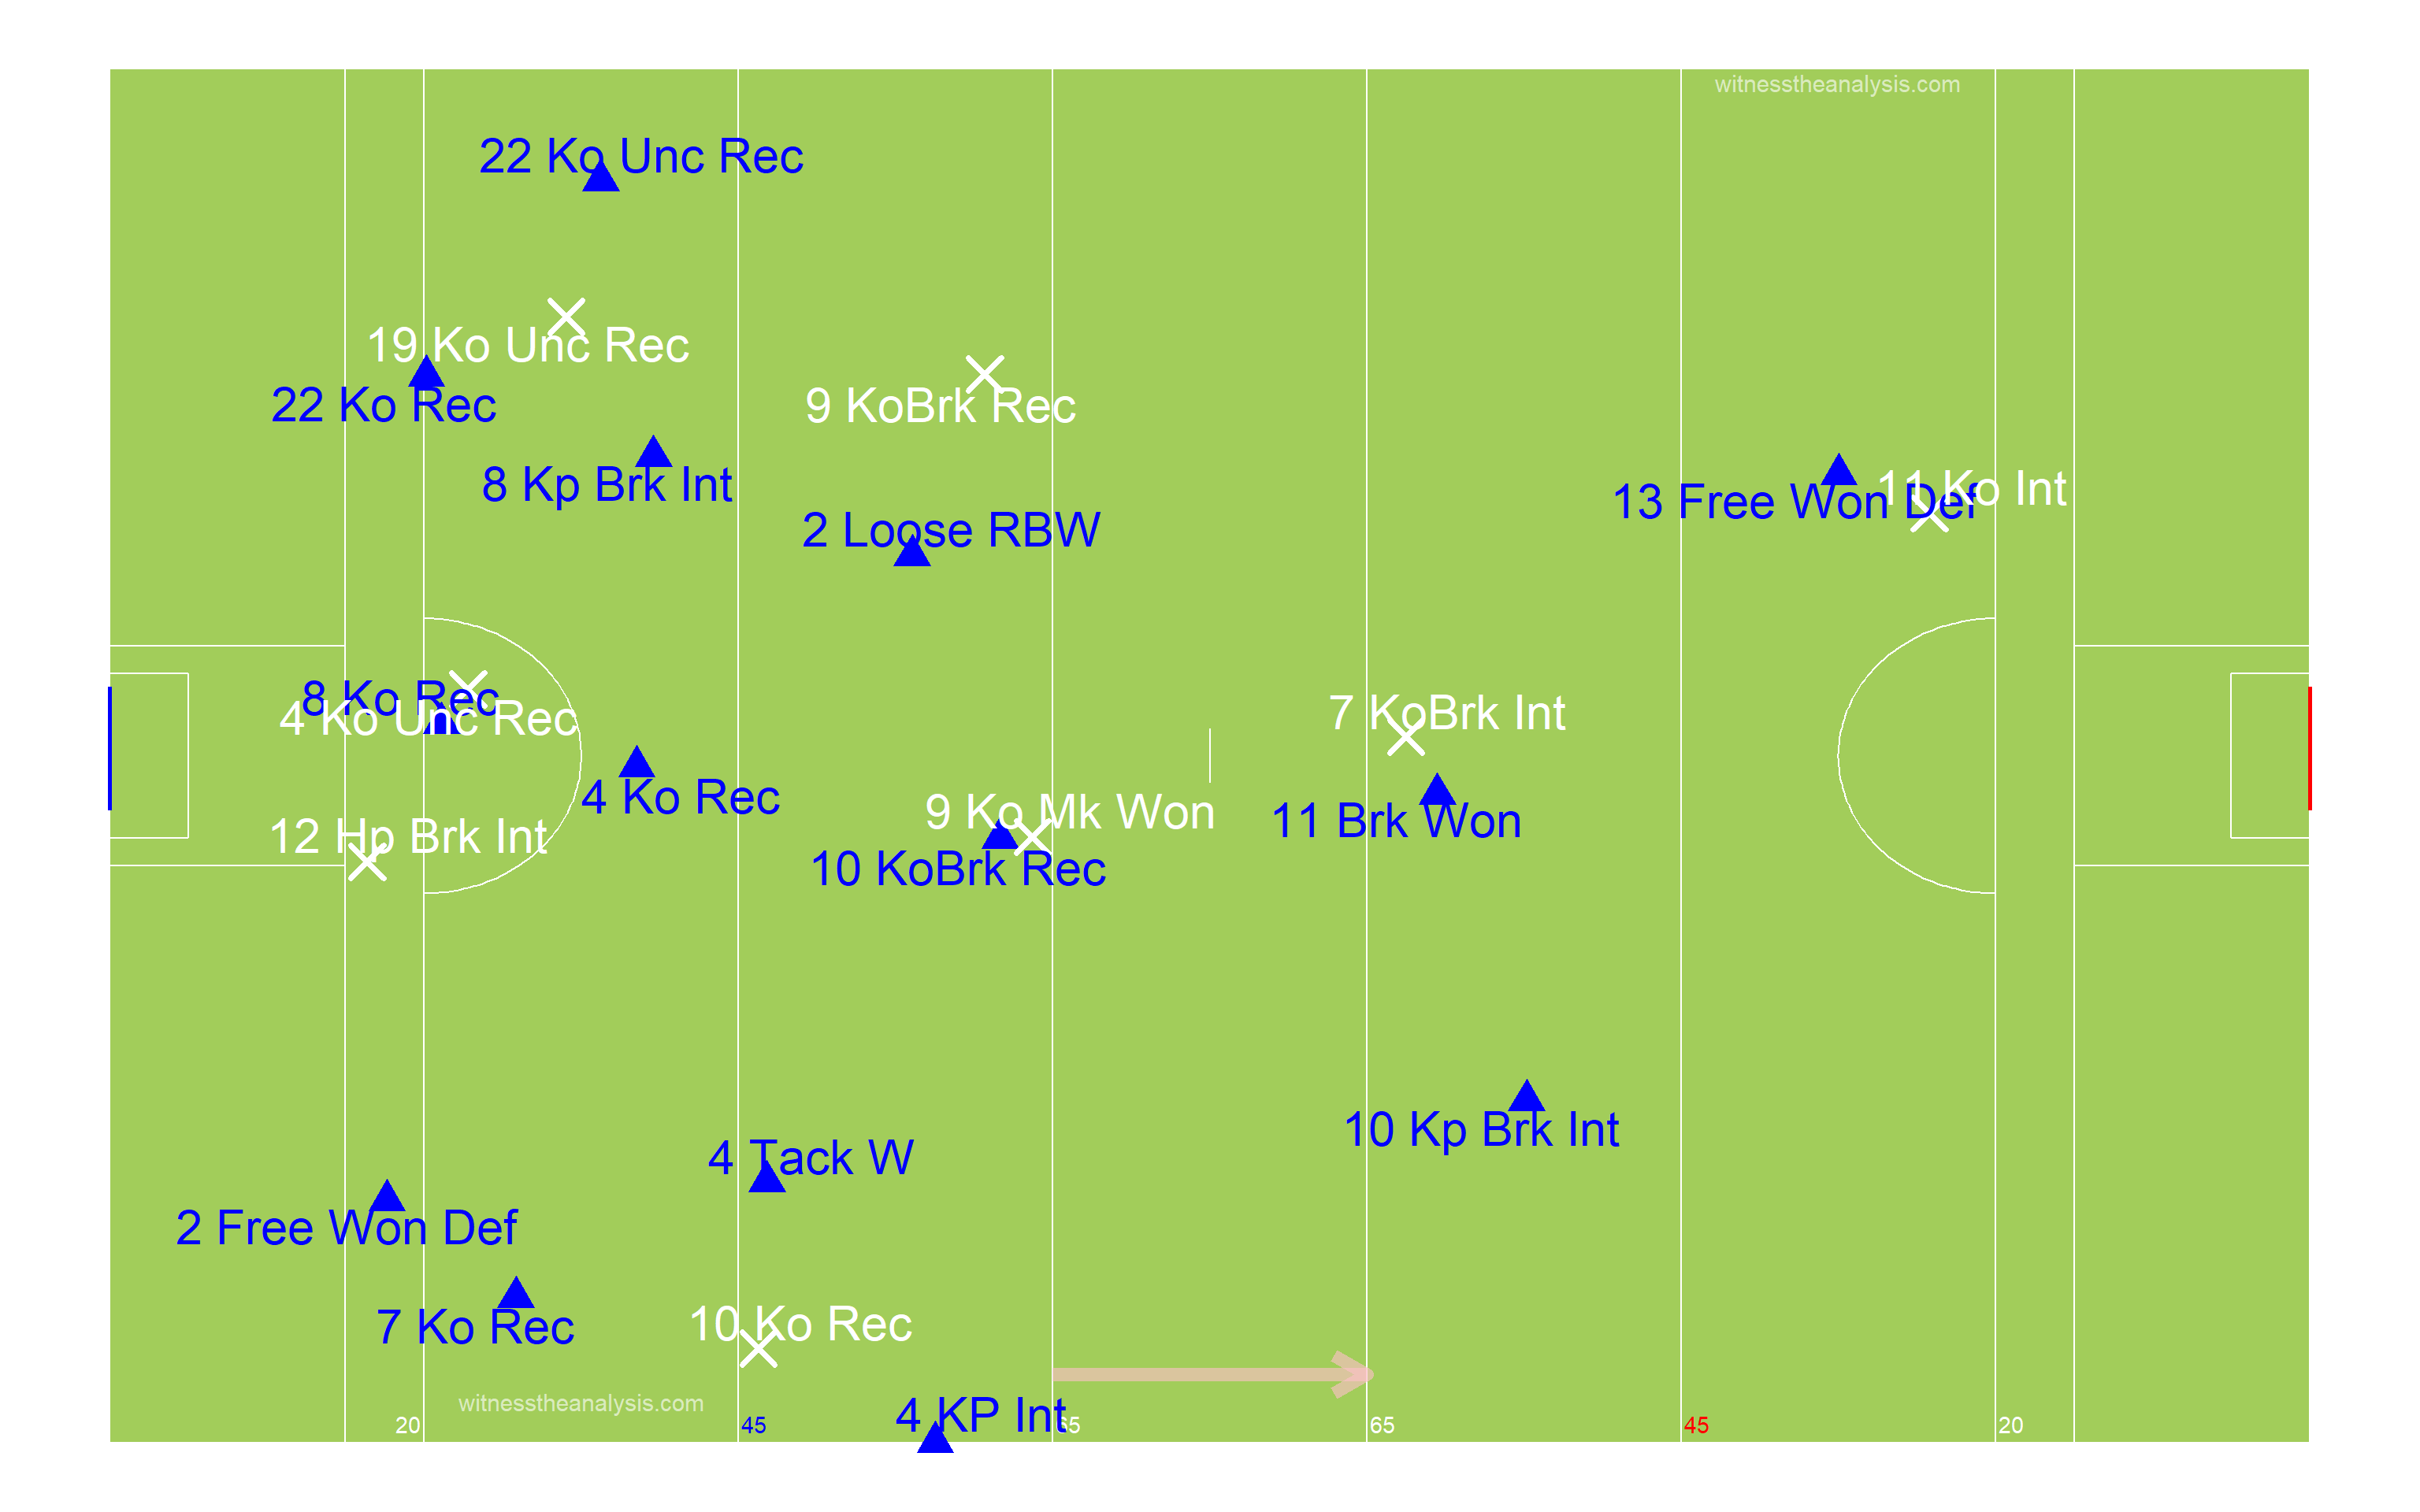 witnesstheanalysis.com
22 Ko Unc Rec
19 Ko Unc Rec
22 Ko Rec
9 KoBrk Rec
8 Kp Brk Int
13 Free Won Def
11 Ko Int
2 Loose RBW
8 Ko Rec
4 Ko Unc Rec
7 KoBrk Int
4 Ko Rec
9 Ko Mk Won
11 Brk Won
12 Hp Brk Int
10 KoBrk Rec
10 Kp Brk Int
4 Tack W
2 Free Won Def
7 Ko Rec
10 Ko Rec
witnesstheanalysis.com
4 KP Int
20
45
65
65
45
20